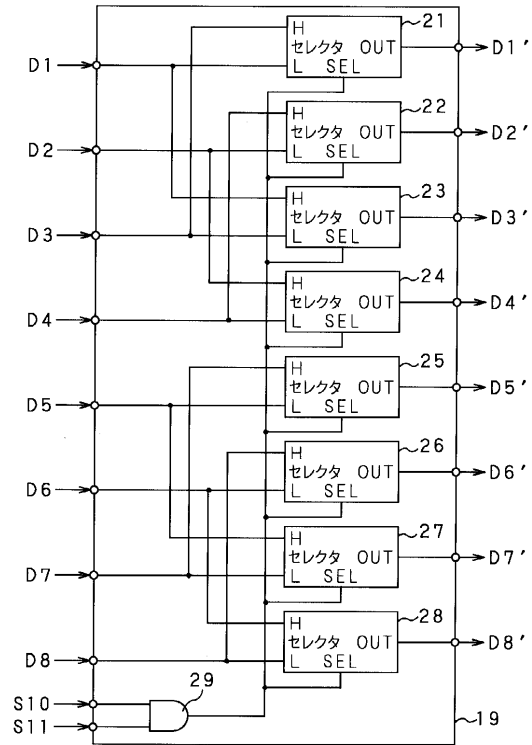 21
H
セレクタ OUT
L SEL
D1
D1'
22
H
セレクタ OUT
L SEL
D2
D2'
23
H
セレクタ OUT
L SEL
D3
D3'
24
H
セレクタ OUT
L SEL
D4
D4'
25
H
セレクタ OUT
L SEL
D5
D5'
26
H
セレクタ OUT
L SEL
D6
D6'
27
H
セレクタ OUT
L SEL
D7
D7'
28
H
セレクタ OUT
L SEL
D8
D8'
29
S10
S11
19